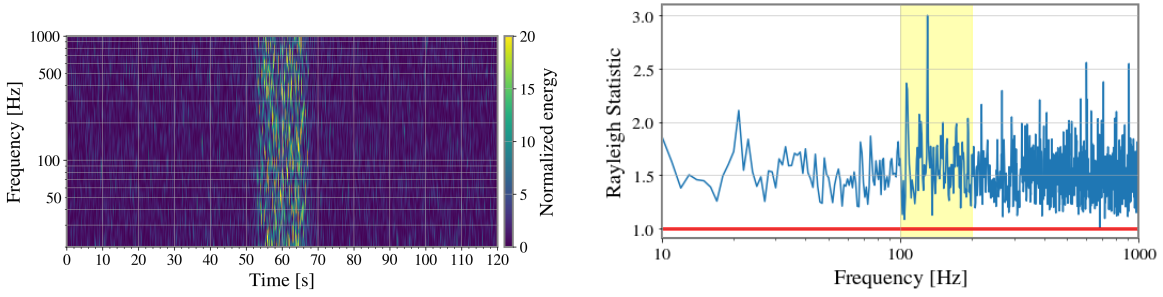 1000
500
100
50
Frequency [Hz]
0 10 20 30 40 50 60 70 80 90 100 110 120
Time [s]
20
15
10
5
0
Normalized energy
3.0
2.5
2.0
1.5
1.0
Rayleigh Statistic
10 100 1000
Frequency [Hz]